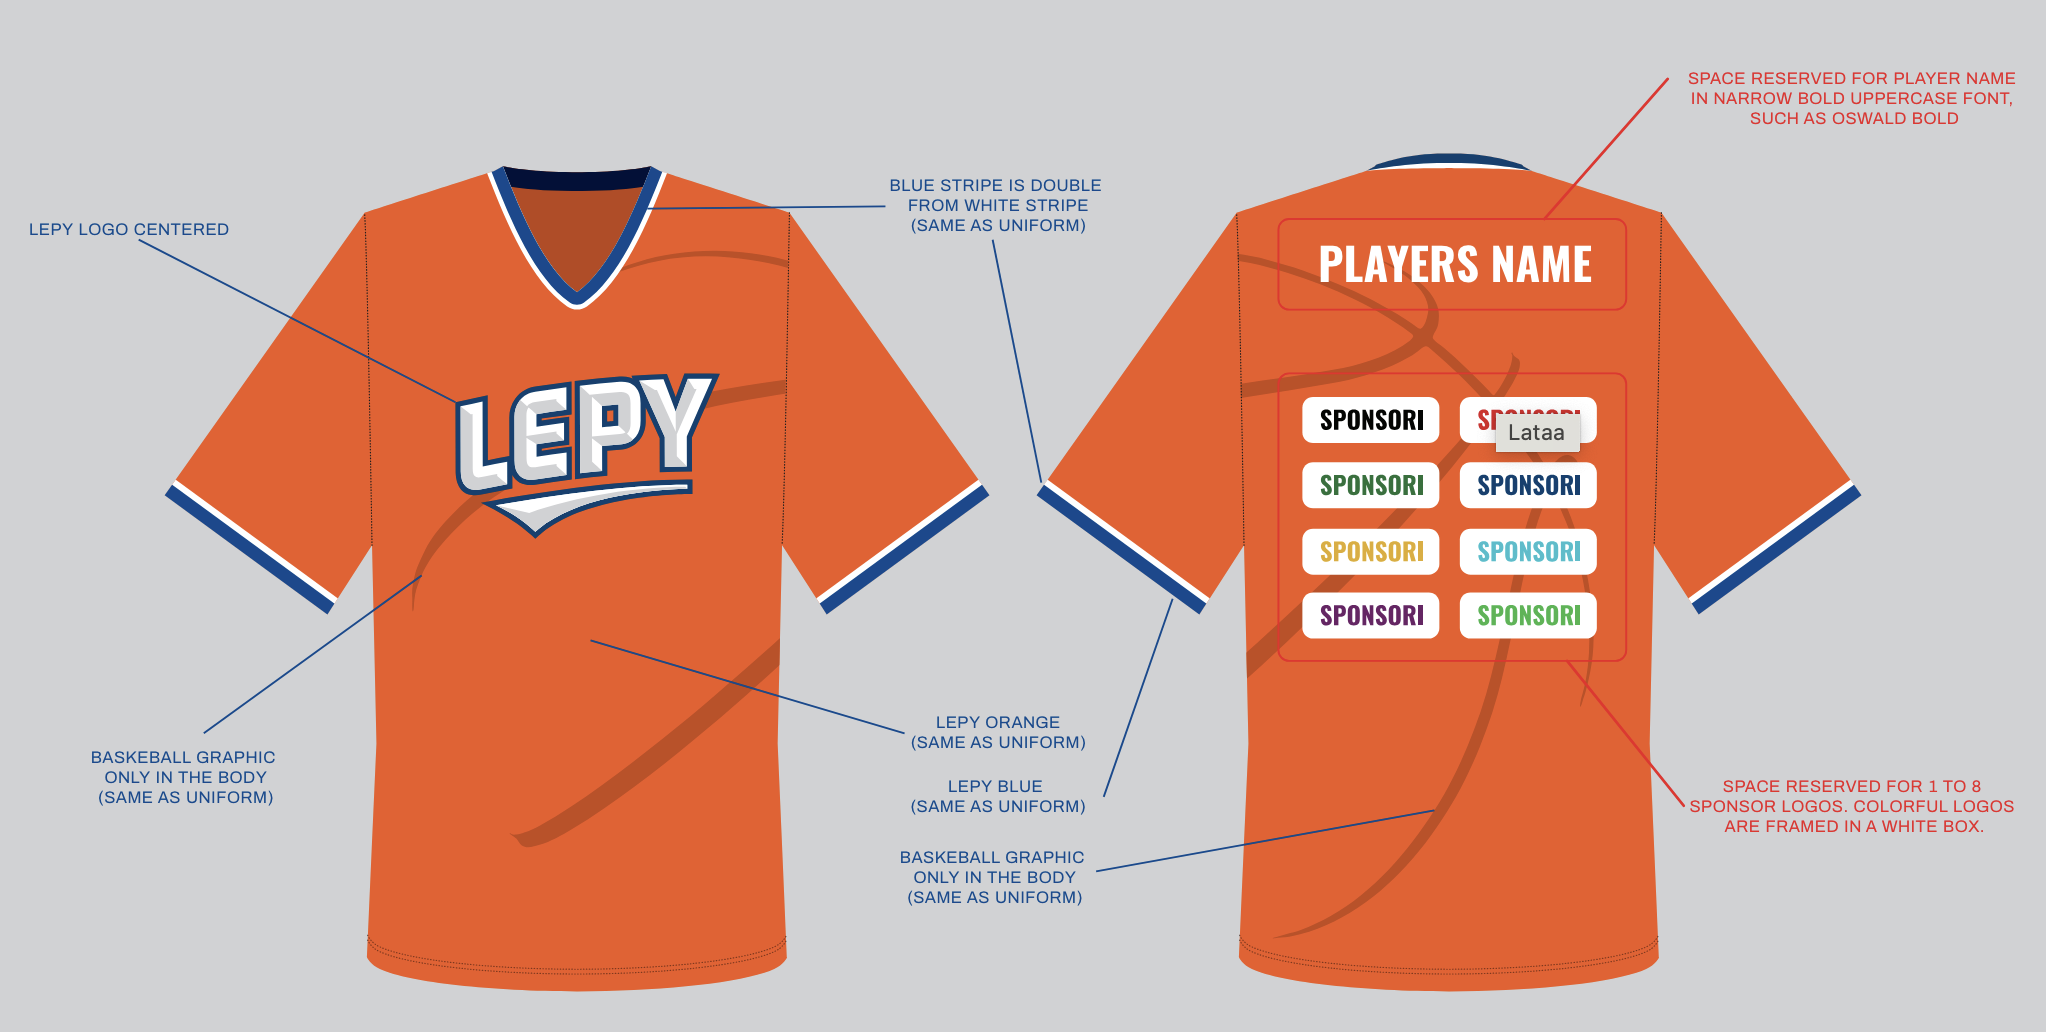 SPACE RESERVED FOR PLAYER NAME
IN NARROW BOLD UPPERCASE FONT,
SUCH AS OSWALD BOLD
BLUE STRIPE IS DOUBLE
FROM WHITE STRIPE
(SAME AS UNIFORM)
LEPY LOGO CENTERED
PLAYERS NAME
LEPY
SPONSORI
SPONSORI
Lataa
SPONSORI
SPONSORI
SPONSORI
SPONSORI
SPONSORI
SPONSORI
LEPY ORANGE
(SAME AS UNIFORM)
BASKEBALL GRAPHIC
ONLY IN THE BODY
(SAME AS UNIFORM)
LEPY BLUE
(SAME AS UNIFORM)
SPACE RESERVED FOR 1 TO 8
SPONSOR LOGOS. COLORFUL LOGOS
ARE FRAMED IN A WHITE BOX.
BASKEBALL GRAPHIC
ONLY IN THE BODY
(SAME AS UNIFORM)